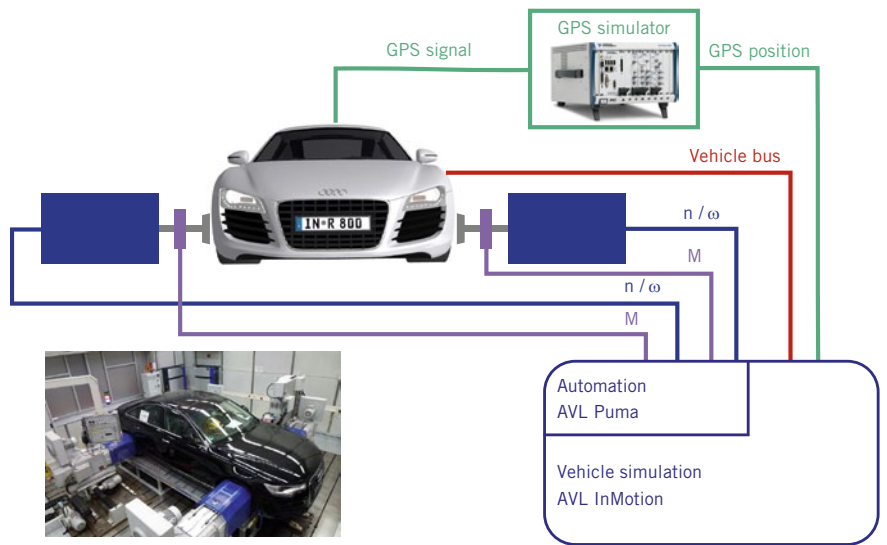 GPS simulator
GPS signal
GPS position
Vehicle bus
IN-R 800
n / ω
M
n / ω
M
Automation
AVL Puma
Vehicle simulation
AVL InMotion